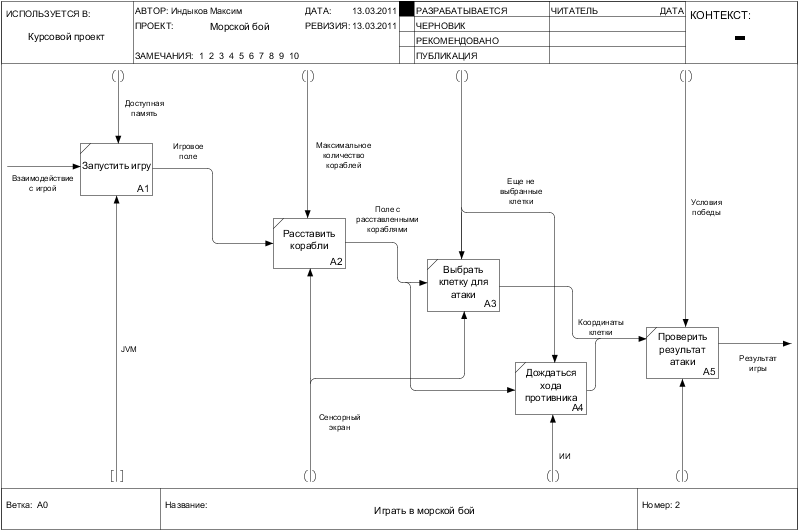 ИСПОЛЬЗУЕТСЯ В:
Курсовой проект
АВТОР: Индыков Максим
ДАТА: 13.03.2011
ПРОЕКТ: Морской бой
РЕВИЗИЯ: 13.03.2011
ЗАМЕЧАНИЯ: 1 2 3 4 5 6 7 8 9 10
РАЗРАБАТЫВАЕТСЯ
ЧЕРНОВИК
РЕКОМЕНДОВАНО
ПУБЛИКАЦИЯ
ЧИТАТЕЛЬ
ДАТА
КОНТЕКСТ:
Доступная
память
Взаимодействие
с игрой
Запустить игру
A1
Игровое
поле
JVM
Максимальное
количество
кораблей
Расставить
корабли
A2
Поле с
расставленными
кораблями
Сенсорный
экран
Еще не
выбранные
клетки
Выбрать
клетку для
атаки
A3
Дождаться
хода
противника
A4
ИИ
Координаты
клетки
Условия
победы
Проверить
результат
атаки
A5
Результат
игры
Ветка: A0
Название:
Играть в морской бой
Номер: 2